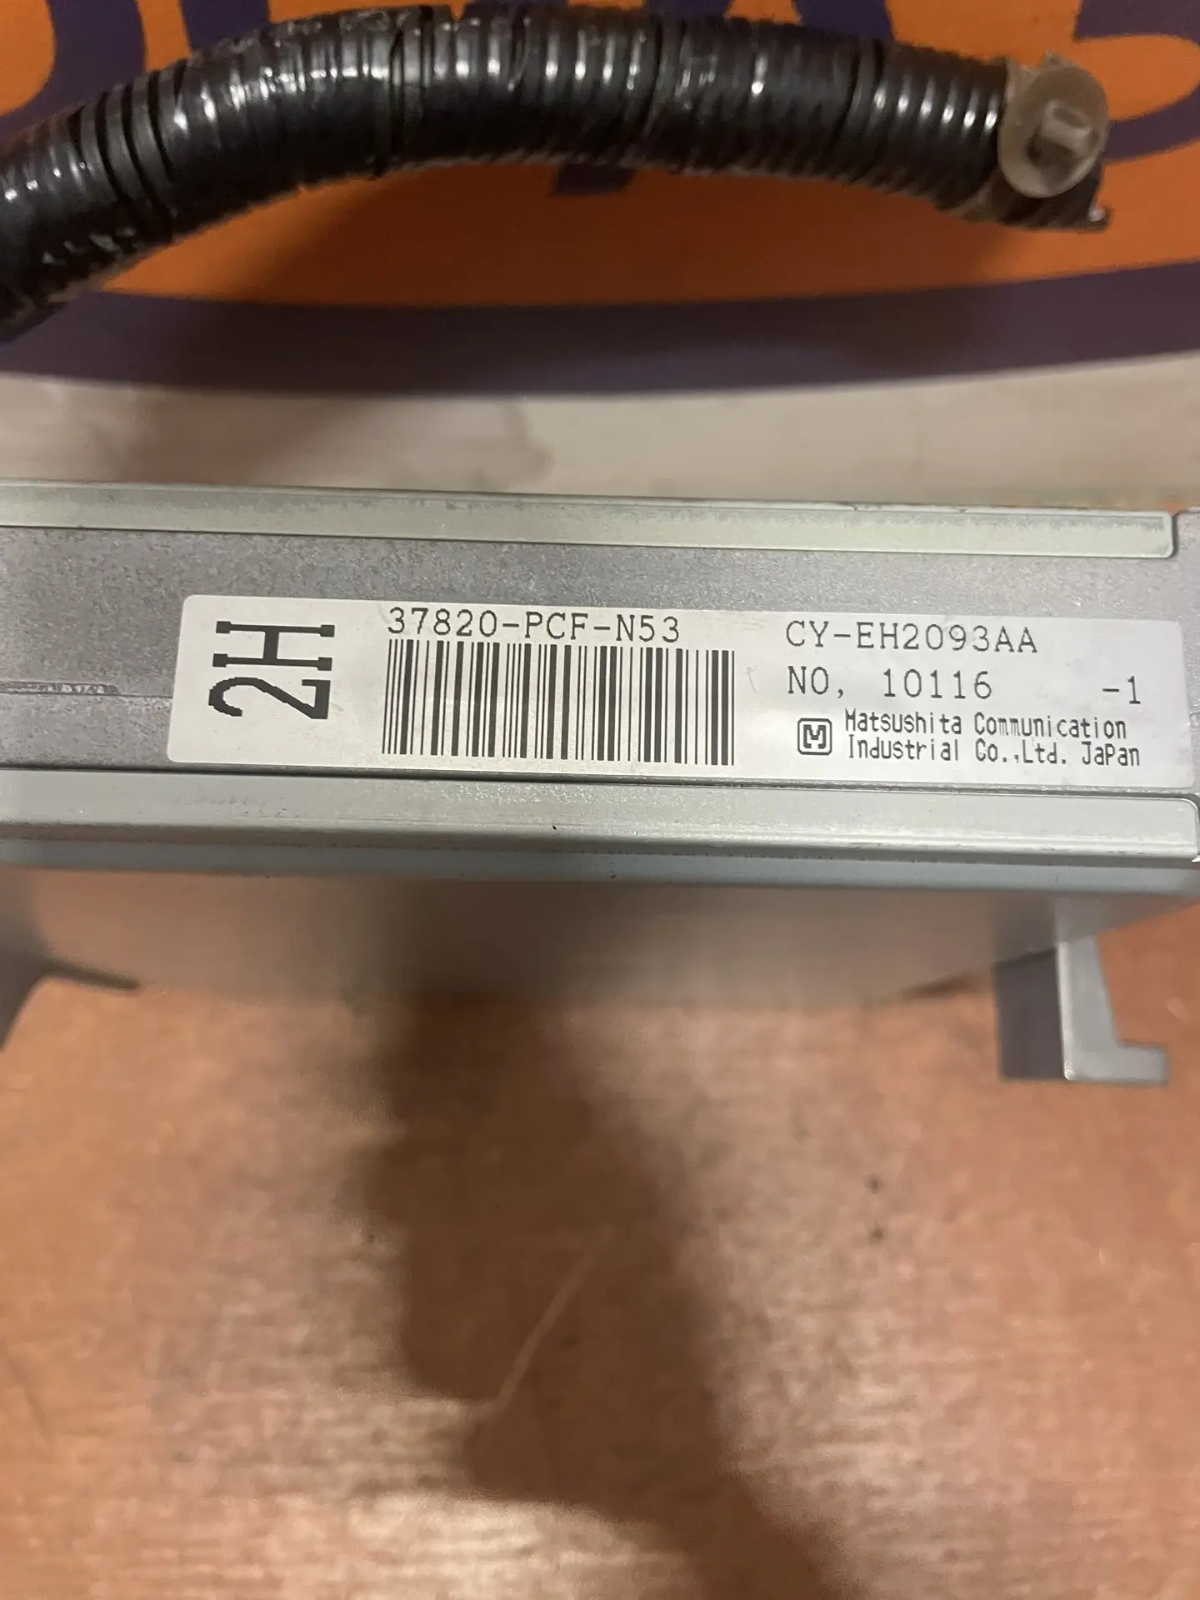 2H
37820-PCF-N53
CY-EH2093AA
NO, 10116 -1
M Matsushita Communication
Industrial Co.,Ltd. JaPan